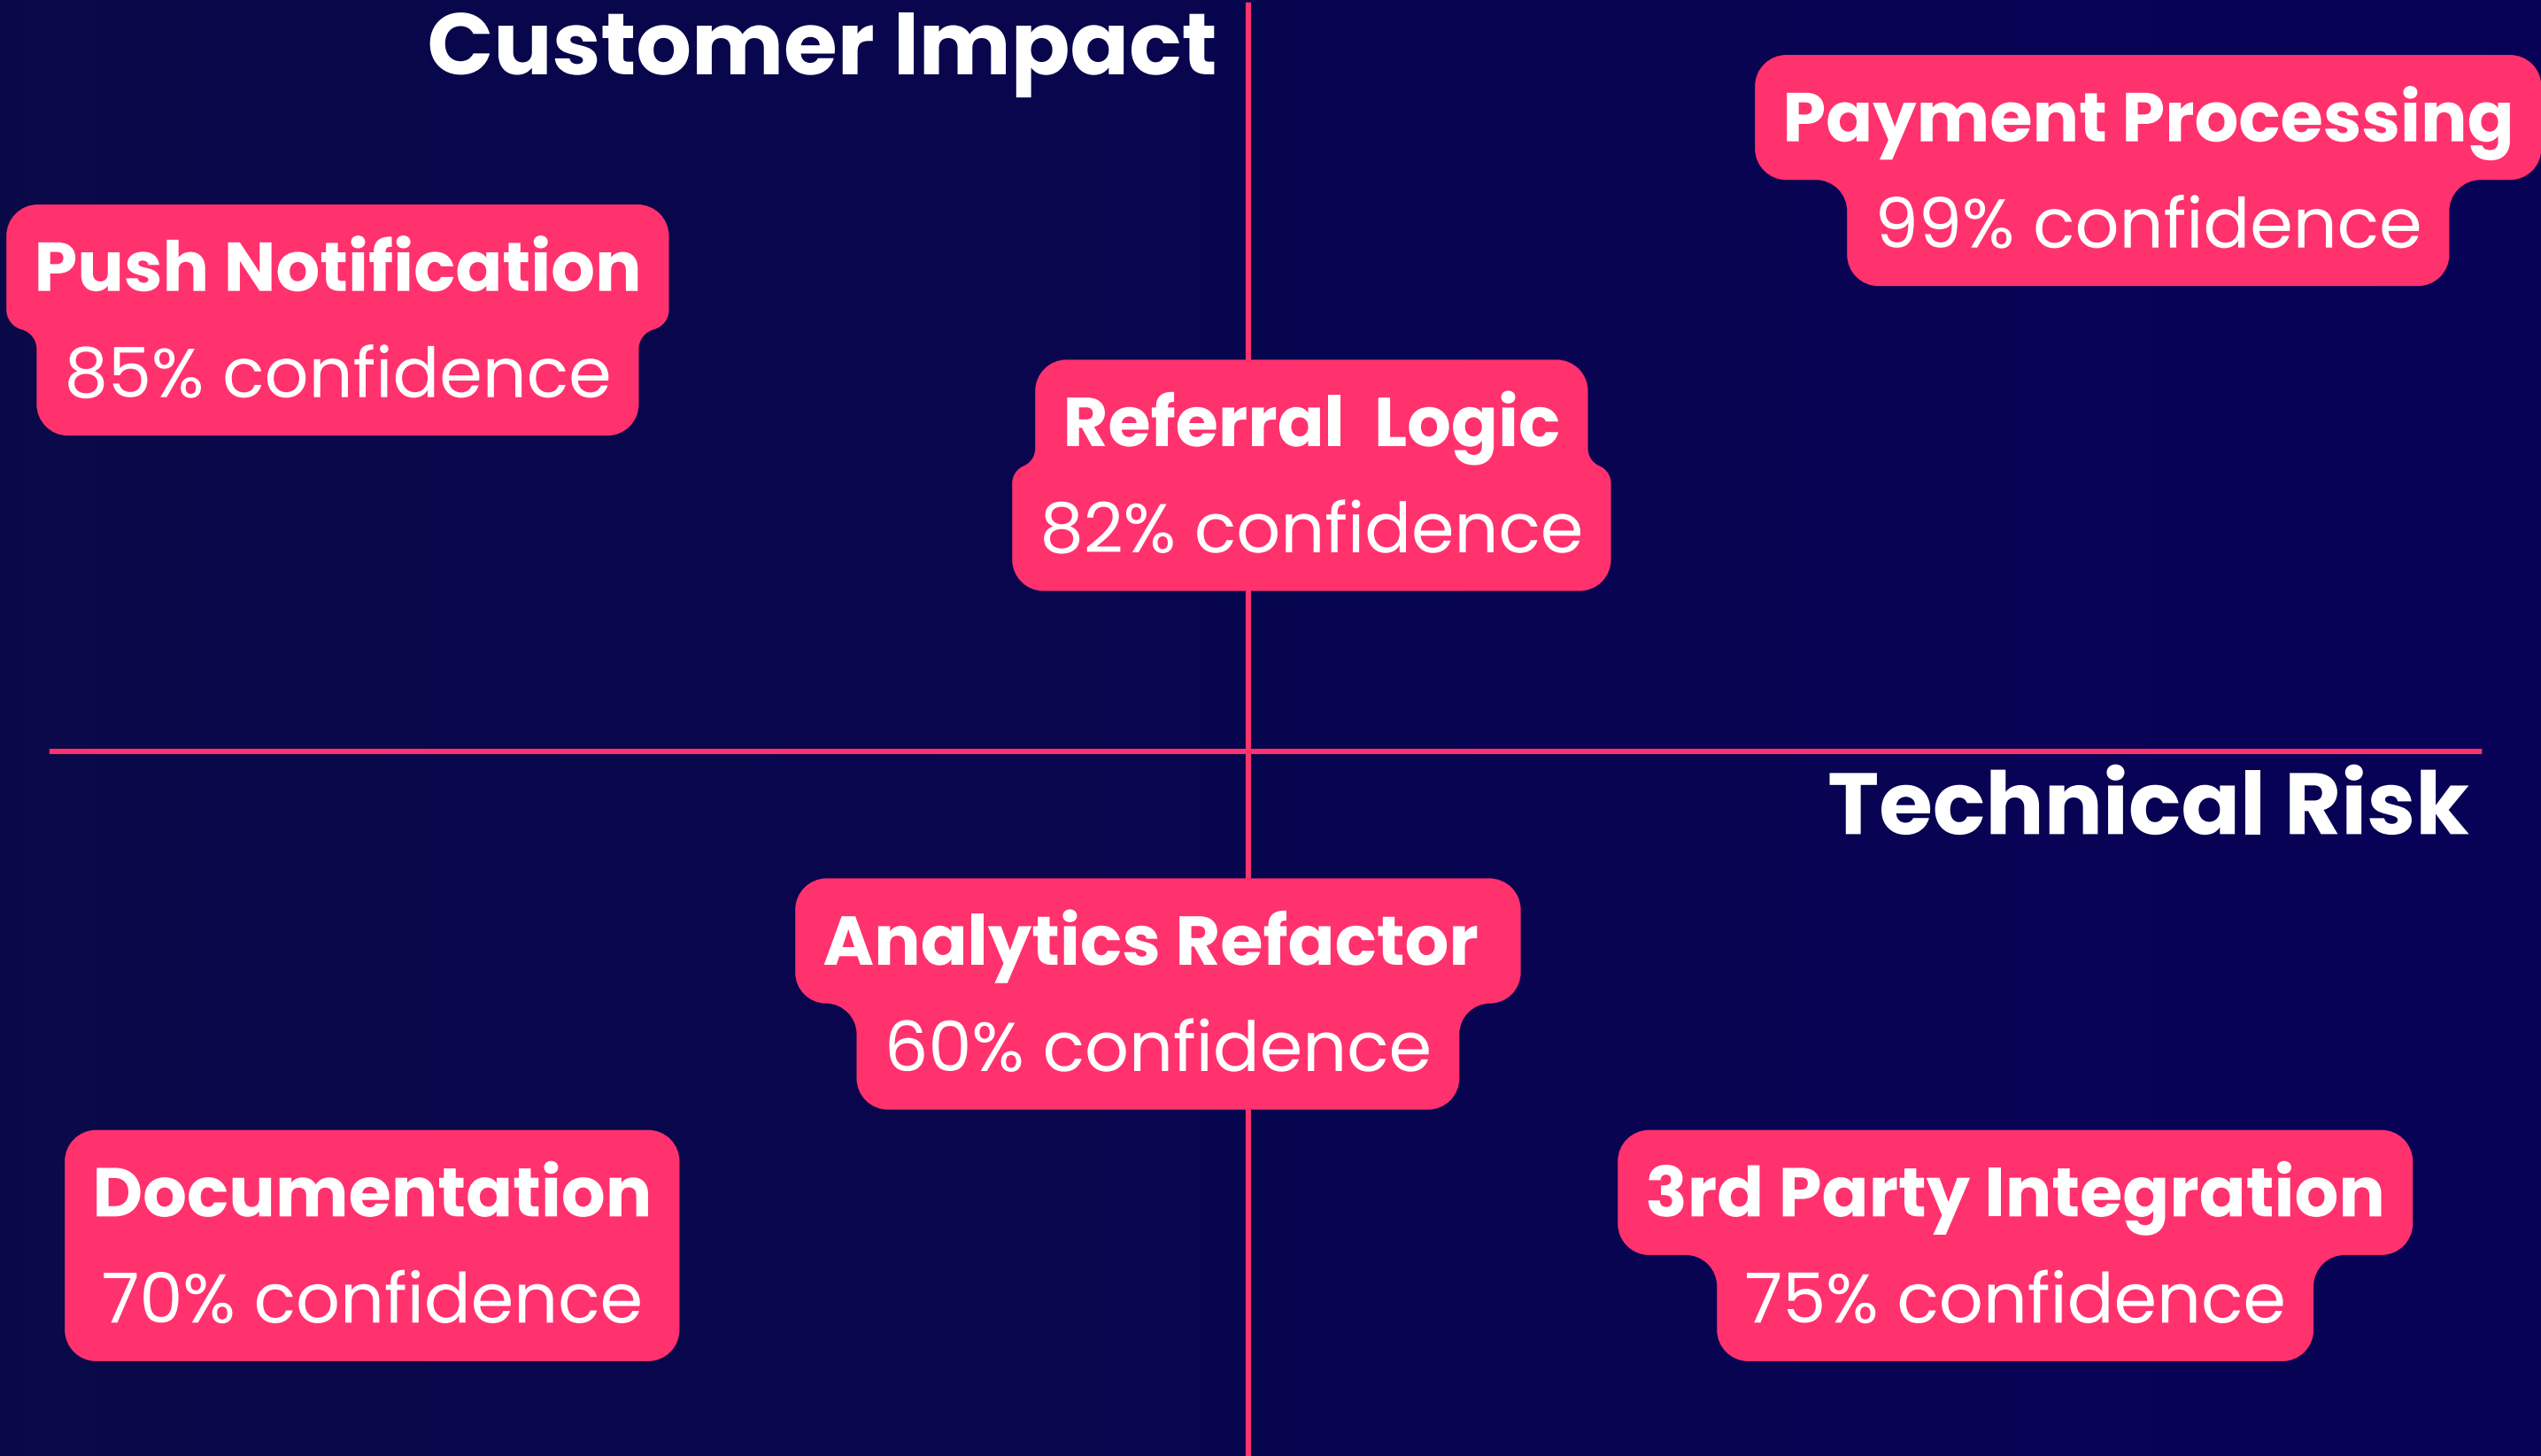 Customer Impact
Payment Processing
99% confidence
Push Notification
85% confidence
Referral Logic
82% confidence
Technical Risk
Analytics Refactor
60% confidence
Documentation
70% confidence
3rd Party Integration
75% confidence